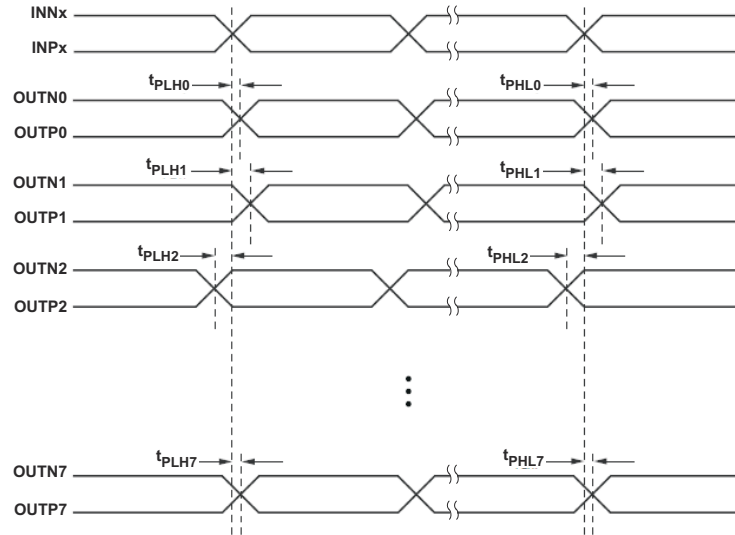 INNx
INPx
tPLH0 tPHL0
OUTN0
OUTP0
tPLH1 tPHL1
OUTN1
OUTP1
tPLH2 tPHL2
OUTN2
OUTP2
tPLH7 tPHL7
OUTN7
OUTP7